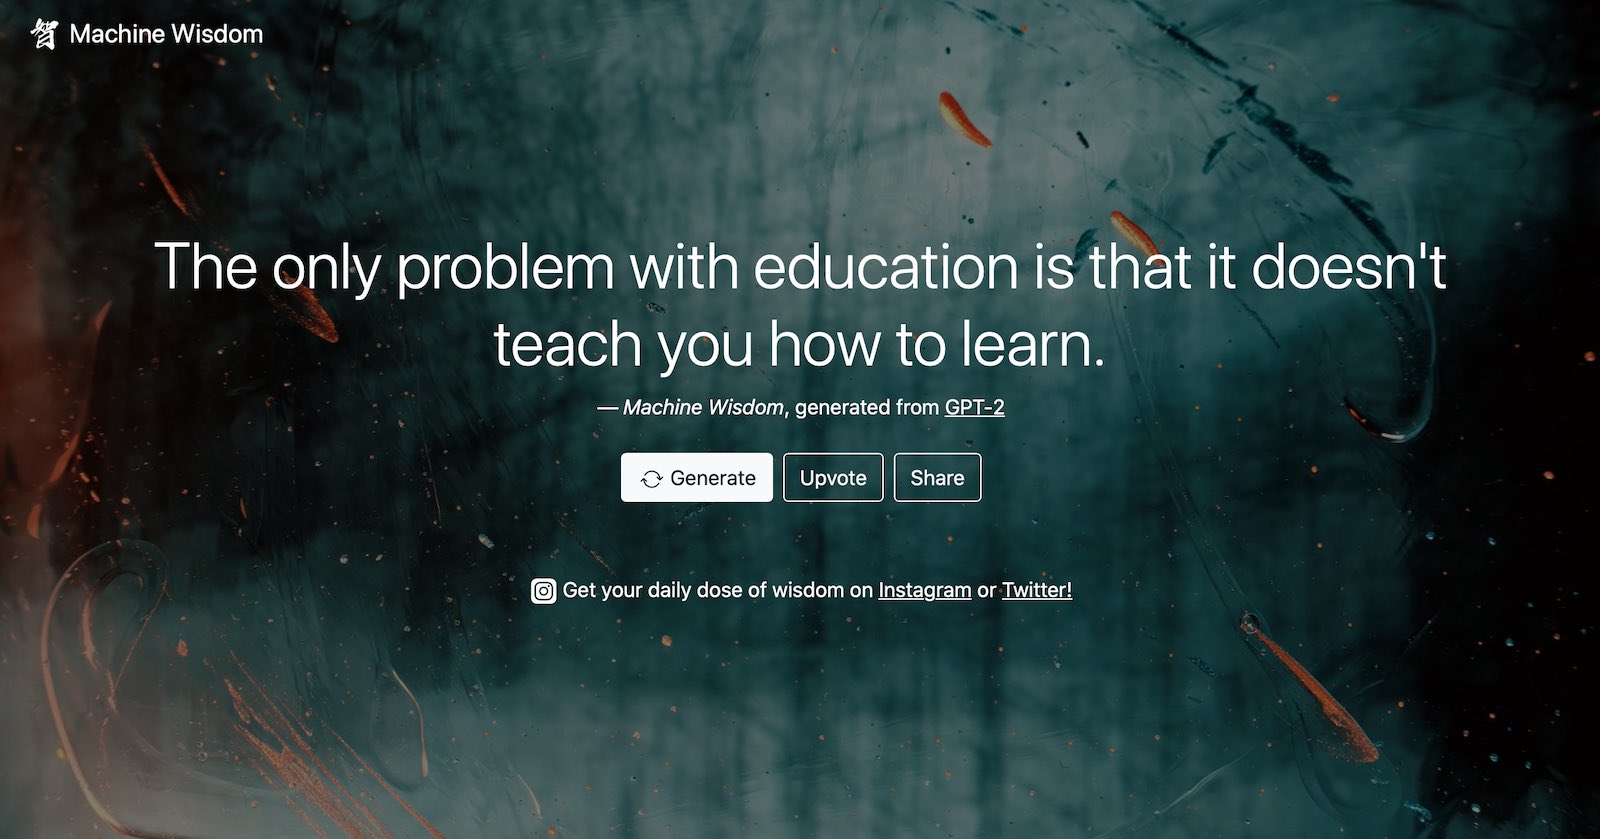 智 Machine Wisdom
The only problem with education is that it doesn't
teach you how to learn.
— Machine Wisdom, generated from GPT-2
Generate Upvote Share
Get your daily dose of wisdom on Instagram or Twitter!